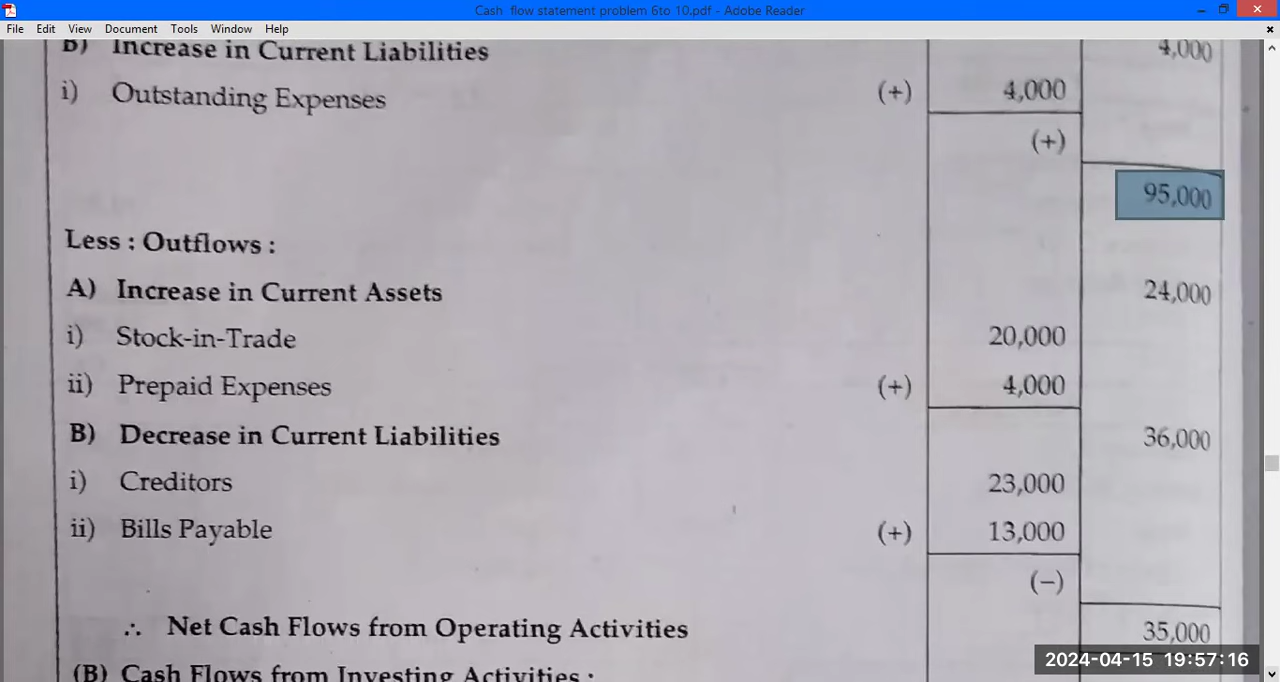 Cash flow statement problem 6to 10.pdf - Adobe Reader
File Edit View Document Tools Window Help
B) Increase in Current Liabilities 4,000
i) Outstanding Expenses (+) 4,000
(+)
95,000
Less : Outflows :
A) Increase in Current Assets 24,000
i) Stock-in-Trade 20,000
ii) Prepaid Expenses (+) 4,000
B) Decrease in Current Liabilities 36,000
i) Creditors 23,000
ii) Bills Payable (+) 13,000
(−)
∴ Net Cash Flows from Operating Activities 35,000
2024-04-15 19:57:16
(B) Cash Flows from Investing Activities :